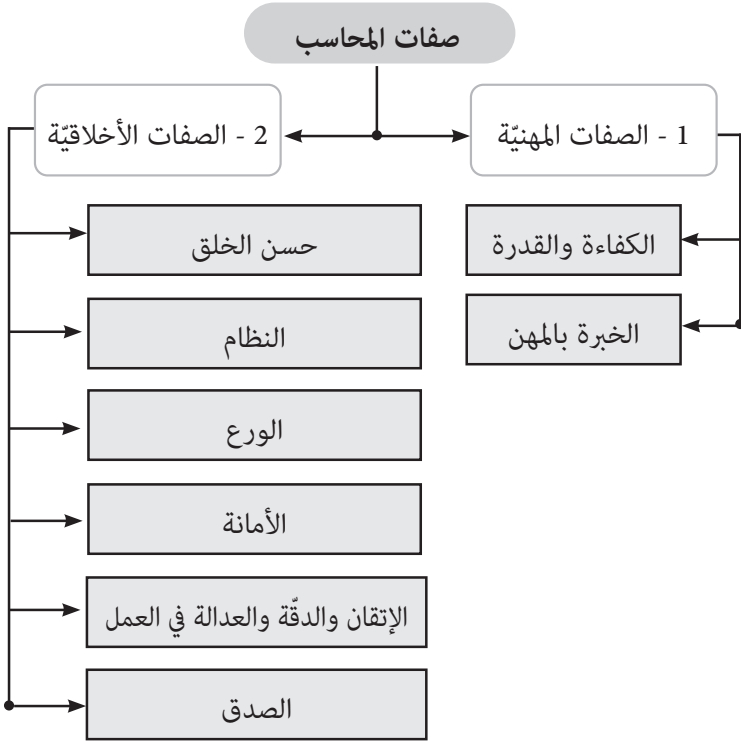 صفات المحاسب
1 - الصفات المهنيّة
الكفاءة والقدرة
الخبرة بالمهن
2 - الصفات الأخلاقيّة
حسن الخلق
النظام
الورع
الأمانة
الإتقان والدقّة والعدالة في العمل
الصدق